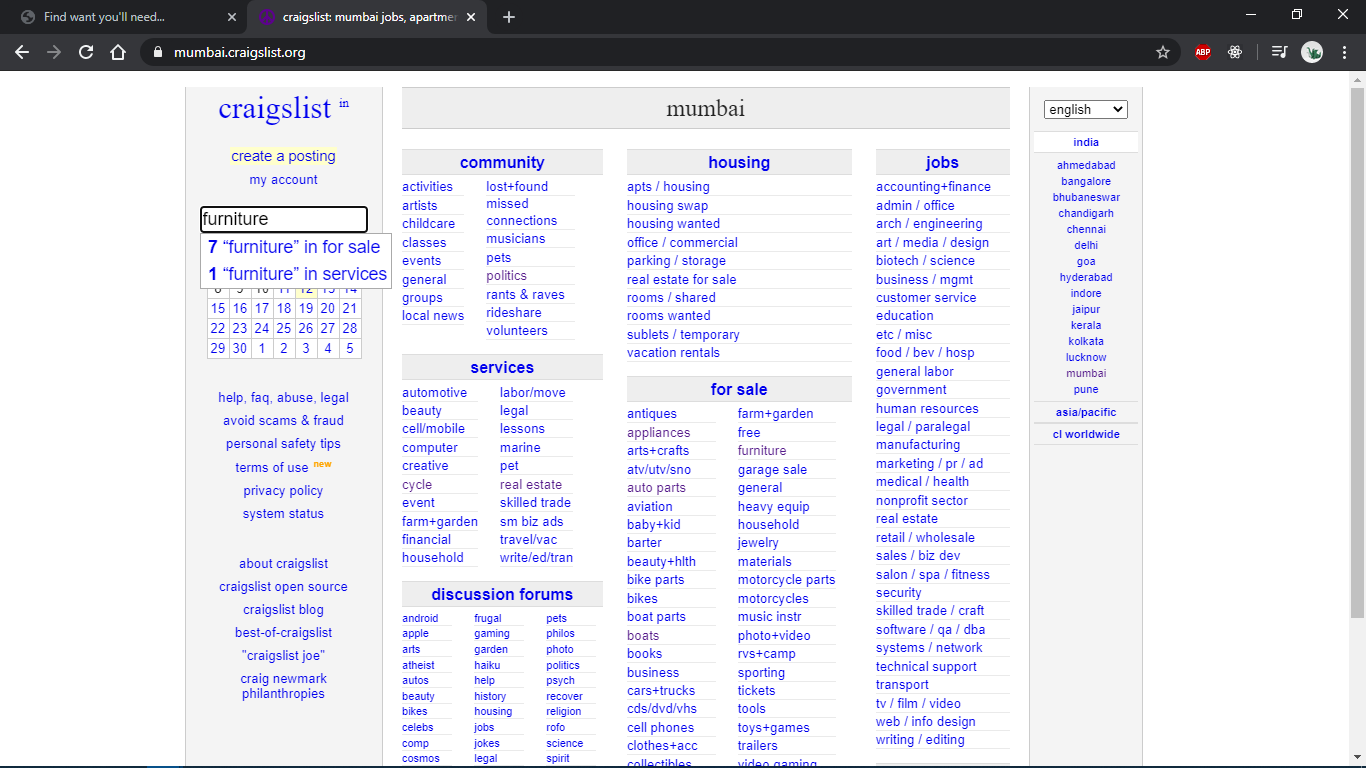 Find want you'll need...
craigslist: mumbai jobs, apartmen
mumbai.craigslist.org
ABP
craigslist in
create a posting
my account
furniture
7 “furniture” in for sale
1 “furniture” in services
15 16 17 18 19 20 21
22 23 24 25 26 27 28
29 30 1 2 3 4 5
help, faq, abuse, legal
avoid scams & fraud
personal safety tips
terms of use new
privacy policy
system status
about craigslist
craigslist open source
craigslist blog
best-of-craigslist
"craigslist joe"
craig newmark
philanthropies
mumbai
community
activities
artists
childcare
classes
events
general
groups
local news
lost+found
missed
connections
musicians
pets
politics
rants & raves
rideshare
volunteers
services
automotive
beauty
cell/mobile
computer
creative
cycle
event
farm+garden
financial
household
labor/move
legal
lessons
marine
pet
real estate
skilled trade
sm biz ads
travel/vac
write/ed/tran
discussion forums
android
apple
arts
atheist
autos
beauty
bikes
celebs
comp
cosmos
frugal
gaming
garden
haiku
help
history
housing
jobs
jokes
legal
pets
philos
photo
politics
psych
recover
religion
rofo
science
spirit
housing
apts / housing
housing swap
housing wanted
office / commercial
parking / storage
real estate for sale
rooms / shared
rooms wanted
sublets / temporary
vacation rentals
for sale
antiques
appliances
arts+crafts
atv/utv/sno
auto parts
aviation
baby+kid
barter
beauty+hlth
bike parts
bikes
boat parts
boats
books
business
cars+trucks
cds/dvd/vhs
cell phones
clothes+acc
collectibles
farm+garden
free
furniture
garage sale
general
heavy equip
household
jewelry
materials
motorcycle parts
motorcycles
music instr
photo+video
rvs+camp
sporting
tickets
tools
toys+games
trailers
video gaming
jobs
accounting+finance
admin / office
arch / engineering
art / media / design
biotech / science
business / mgmt
customer service
education
etc / misc
food / bev / hosp
general labor
government
human resources
legal / paralegal
manufacturing
marketing / pr / ad
medical / health
nonprofit sector
real estate
retail / wholesale
sales / biz dev
salon / spa / fitness
security
skilled trade / craft
software / qa / dba
systems / network
technical support
transport
tv / film / video
web / info design
writing / editing
english
india
ahmedabad
bangalore
bhubaneswar
chandigarh
chennai
delhi
goa
hyderabad
indore
jaipur
kerala
kolkata
lucknow
mumbai
pune
asia/pacific
cl worldwide